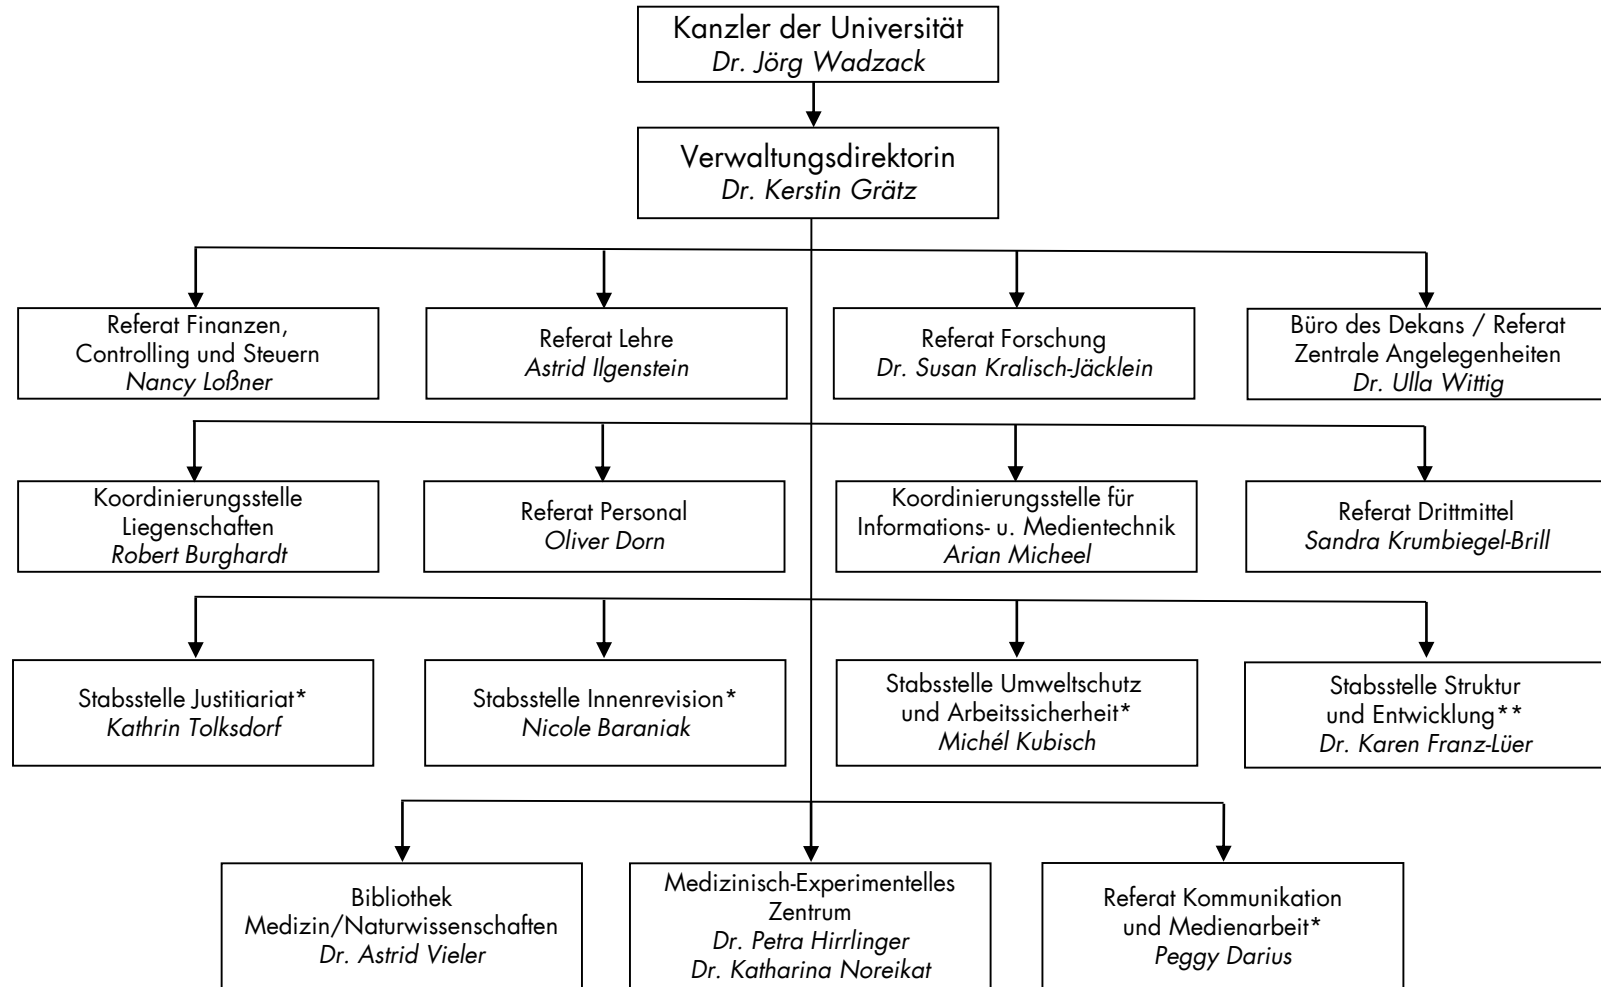 Kanzler der Universität
Dr. Jörg Wadzack
Verwaltungsdirektorin
Dr. Kerstin Grätz
Referat Finanzen,
Controlling und Steuern
Nancy Loßner
Referat Lehre
Astrid Ilgenstein
Referat Forschung
Dr. Susan Kralisch-Jäcklein
Büro des Dekans / Referat
Zentrale Angelegenheiten
Dr. Ulla Wittig
Koordinierungsstelle
Liegenschaften
Robert Burghardt
Referat Personal
Oliver Dorn
Koordinierungsstelle für
Informations- u. Medientechnik
Arian Micheel
Referat Drittmittel
Sandra Krumbiegel-Brill
Stabsstelle Justitiariat*
Kathrin Tolksdorf
Stabsstelle Innenrevision*
Nicole Baraniak
Stabsstelle Umweltschutz
und Arbeitssicherheit*
Michél Kubisch
Stabsstelle Struktur
und Entwicklung**
Dr. Karen Franz-Lüer
Bibliothek
Medizin/Naturwissenschaften
Dr. Astrid Vieler
Medizinisch-Experimentelles
Zentrum
Dr. Petra Hirrlinger
Dr. Katharina Noreikat
Referat Kommunikation
und Medienarbeit*
Peggy Darius